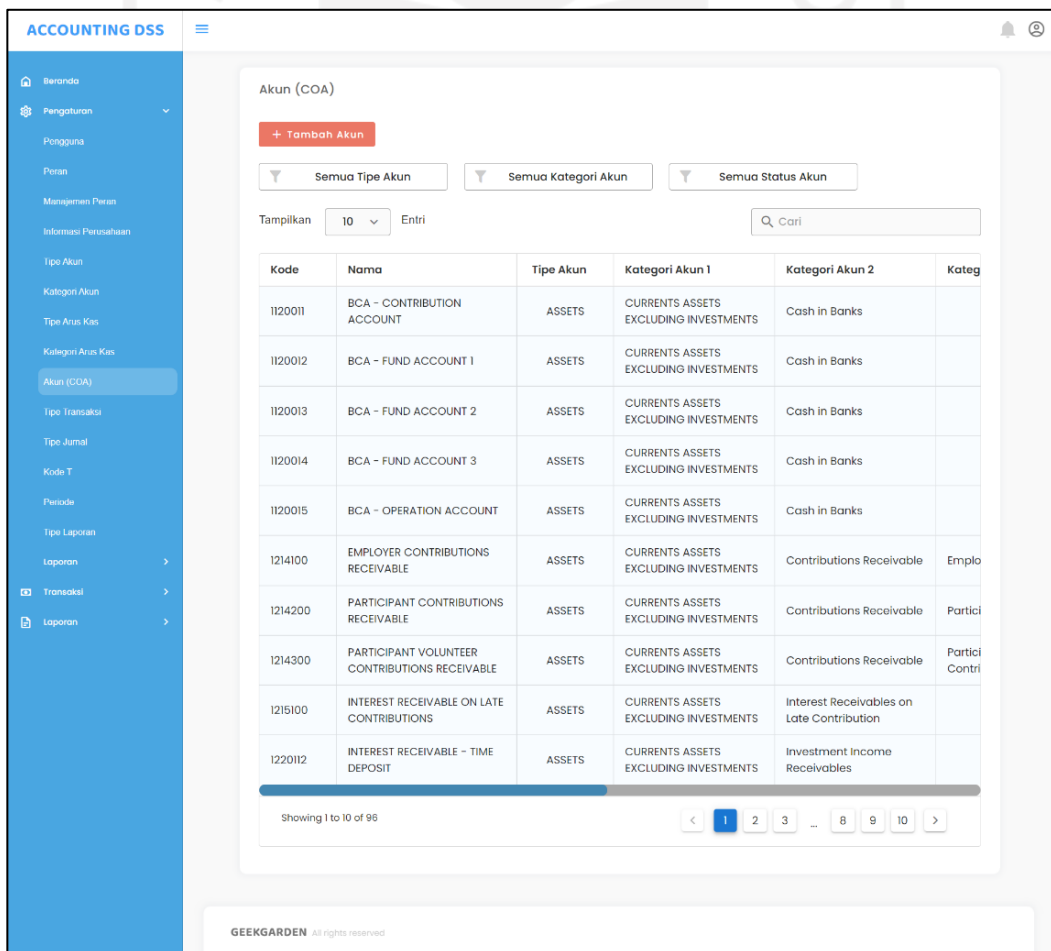 ACCOUNTING DSS
Beranda
Pengaturan
Pengguna
Peran
Manajemen Peran
Informasi Perusahaan
Tipe Akun
Kategori Akun
Tipe Arus Kas
Kategori Arus Kas
Akun (COA)
Tipe Transaksi
Tipe Jurnal
Kode T
Periode
Tipe Laporan
Laporan
Transaksi
Laporan
Akun (COA)
+ Tambah Akun
Semua Tipe Akun Semua Kategori Akun Semua Status Akun
Tampilkan 10 Entri Cari
Kode Nama Tipe Akun Kategori Akun 1 Kategori Akun 2 Kateg
1120011 BCA - CONTRIBUTION ACCOUNT ASSETS CURRENTS ASSETS EXCLUDING INVESTMENTS Cash in Banks
1120012 BCA - FUND ACCOUNT 1 ASSETS CURRENTS ASSETS EXCLUDING INVESTMENTS Cash in Banks
1120013 BCA - FUND ACCOUNT 2 ASSETS CURRENTS ASSETS EXCLUDING INVESTMENTS Cash in Banks
1120014 BCA - FUND ACCOUNT 3 ASSETS CURRENTS ASSETS EXCLUDING INVESTMENTS Cash in Banks
1120015 BCA - OPERATION ACCOUNT ASSETS CURRENTS ASSETS EXCLUDING INVESTMENTS Cash in Banks
1214100 EMPLOYER CONTRIBUTIONS RECEIVABLE ASSETS CURRENTS ASSETS EXCLUDING INVESTMENTS Contributions Receivable Emplo
1214200 PARTICIPANT CONTRIBUTIONS RECEIVABLE ASSETS CURRENTS ASSETS EXCLUDING INVESTMENTS Contributions Receivable Partici
1214300 PARTICIPANT VOLUNTEER CONTRIBUTIONS RECEIVABLE ASSETS CURRENTS ASSETS EXCLUDING INVESTMENTS Contributions Receivable Partici Contri
1215100 INTEREST RECEIVABLE ON LATE CONTRIBUTIONS ASSETS CURRENTS ASSETS EXCLUDING INVESTMENTS Interest Receivables on Late Contribution
1220112 INTEREST RECEIVABLE - TIME DEPOSIT ASSETS CURRENTS ASSETS EXCLUDING INVESTMENTS Investment Income Receivables
Showing 1 to 10 of 96 < 1 2 3 ... 8 9 10 >
GEEKGARDEN All rights reserved